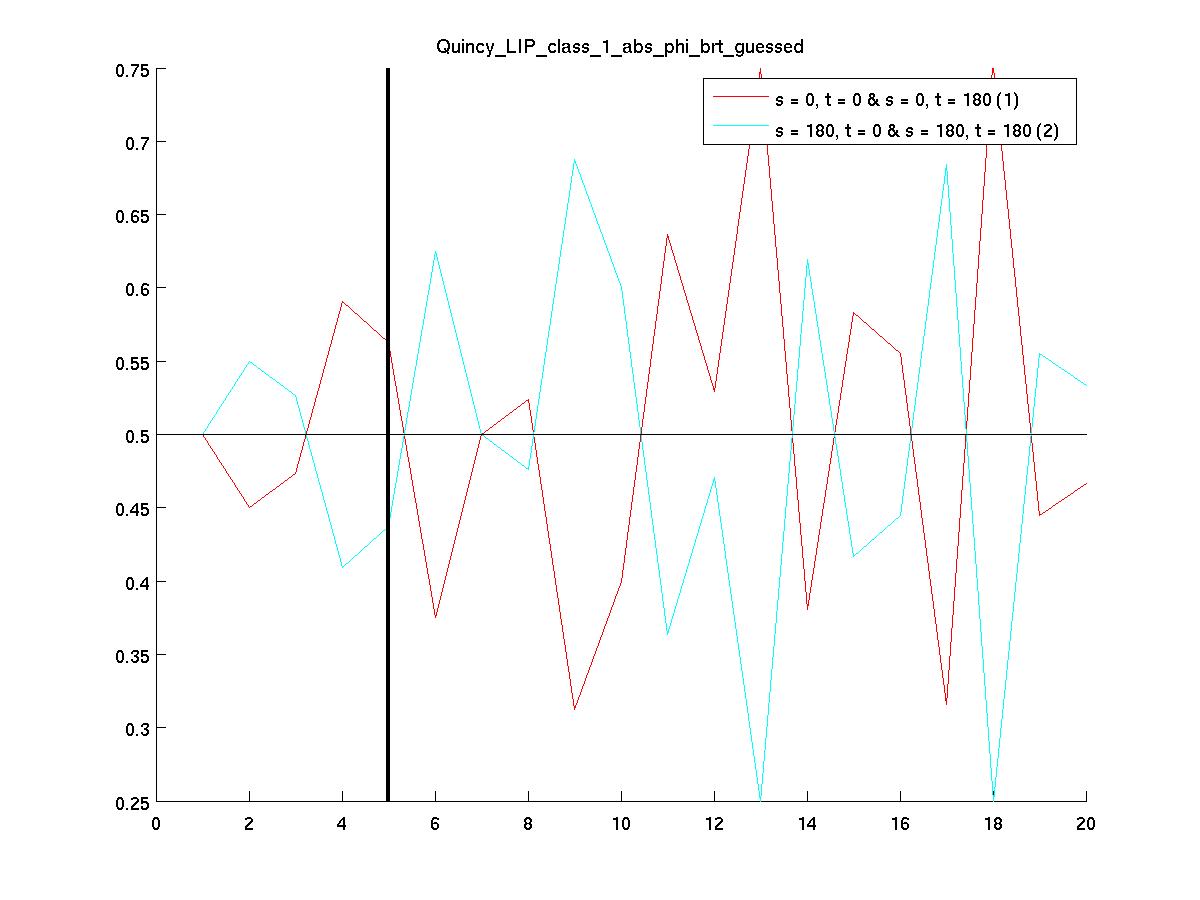 Quincy_LIP_class_1_abs_phi_brt_guessed
s = 0, t = 0 & s = 0, t = 180 (1)
s = 180, t = 0 & s = 180, t = 180 (2)
0.75
0.7
0.65
0.6
0.55
0.5
0.45
0.4
0.35
0.3
0.25
0 2 4 6 8 10 12 14 16 18 20